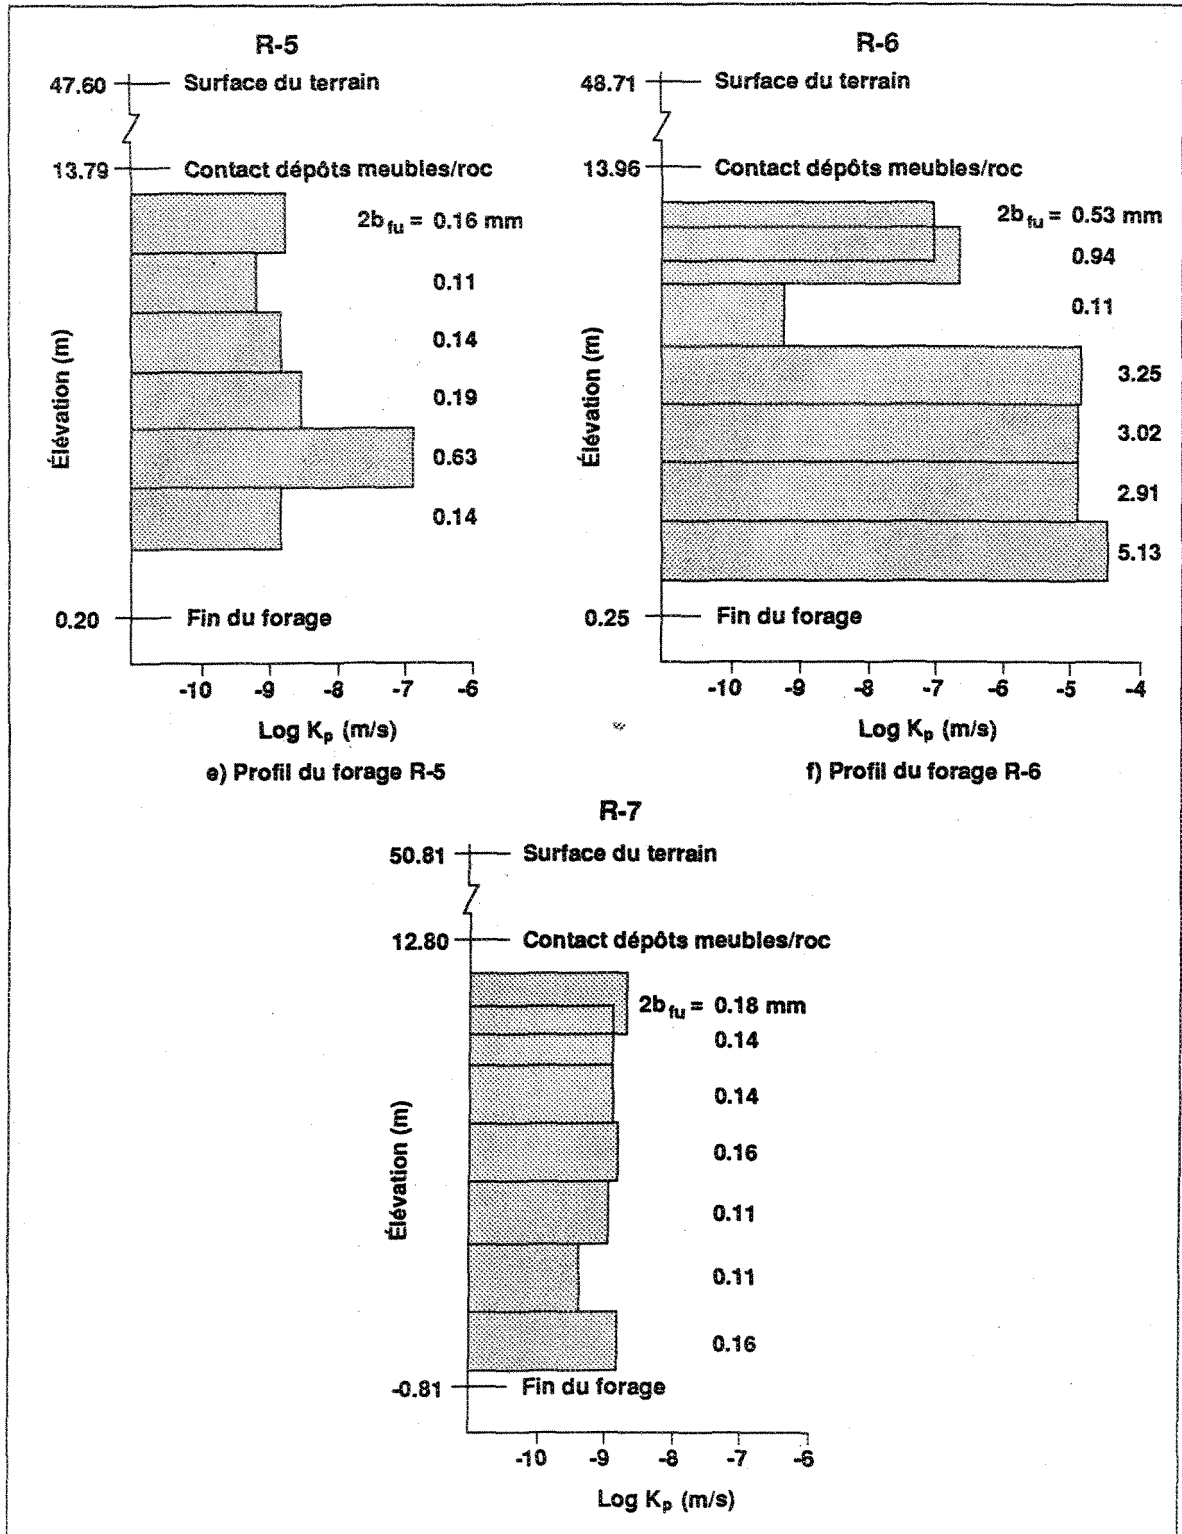 R-5
47.60 Surface du terrain
13.79 Contact dépôts meubles/roc
2b_fu = 0.16 mm
0.11
0.14
0.19
0.63
0.14
Élévation (m)
0.20 Fin du forage
-10 -9 -8 -7 -6
Log K_p (m/s)
e) Profil du forage R-5
R-6
48.71 Surface du terrain
13.96 Contact dépôts meubles/roc
2b_fu = 0.53 mm
0.94
0.11
3.25
3.02
2.91
5.13
Élévation (m)
0.25 Fin du forage
-10 -9 -8 -7 -6 -5 -4
Log K_p (m/s)
f) Profil du forage R-6
R-7
50.81 Surface du terrain
12.80 Contact dépôts meubles/roc
2b_fu = 0.18 mm
0.14
0.14
0.16
0.11
0.11
0.16
Élévation (m)
-0.81 Fin du forage
-10 -9 -8 -7 -6
Log K_p (m/s)